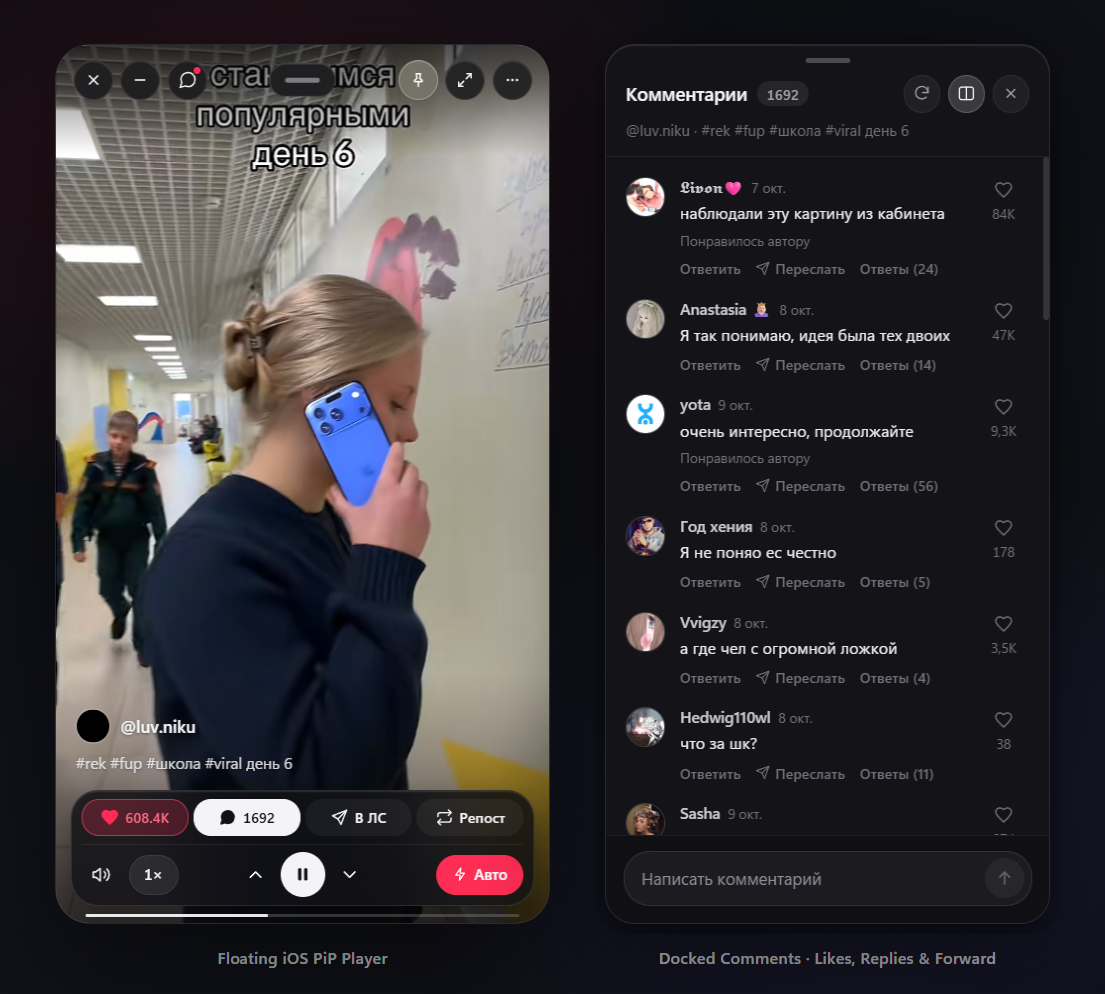 популярными
день 6
@luv.niku
#rek #fup #школа #viral день 6
608.4K
1692
В ЛС
Репост
1×
Авто
Floating iOS PiP Player
Комментарии 1692
@luv.niku · #rek #fup #школа #viral день 6
𝕷𝖎𝖛𝖔𝖓🩷 7 окт.
наблюдали эту картину из кабинета
84K
Понравилось автору
Ответить Переслать Ответы (24)
Anastasia 👸🏼 8 окт.
Я так понимаю, идея была тех двоих
47K
Ответить Переслать Ответы (14)
yota 9 окт.
очень интересно, продолжайте
9,3K
Понравилось автору
Ответить Переслать Ответы (56)
Год хения 8 окт.
Я не поняо ес честно
178
Ответить Переслать Ответы (5)
Vvigzy 8 окт.
а где чел с огромной ложкой
3,5K
Ответить Переслать Ответы (4)
Hedwig110wl 8 окт.
что за шк?
38
Ответить Переслать Ответы (11)
Sasha 9 окт.
Написать комментарий
Docked Comments · Likes, Replies & Forward